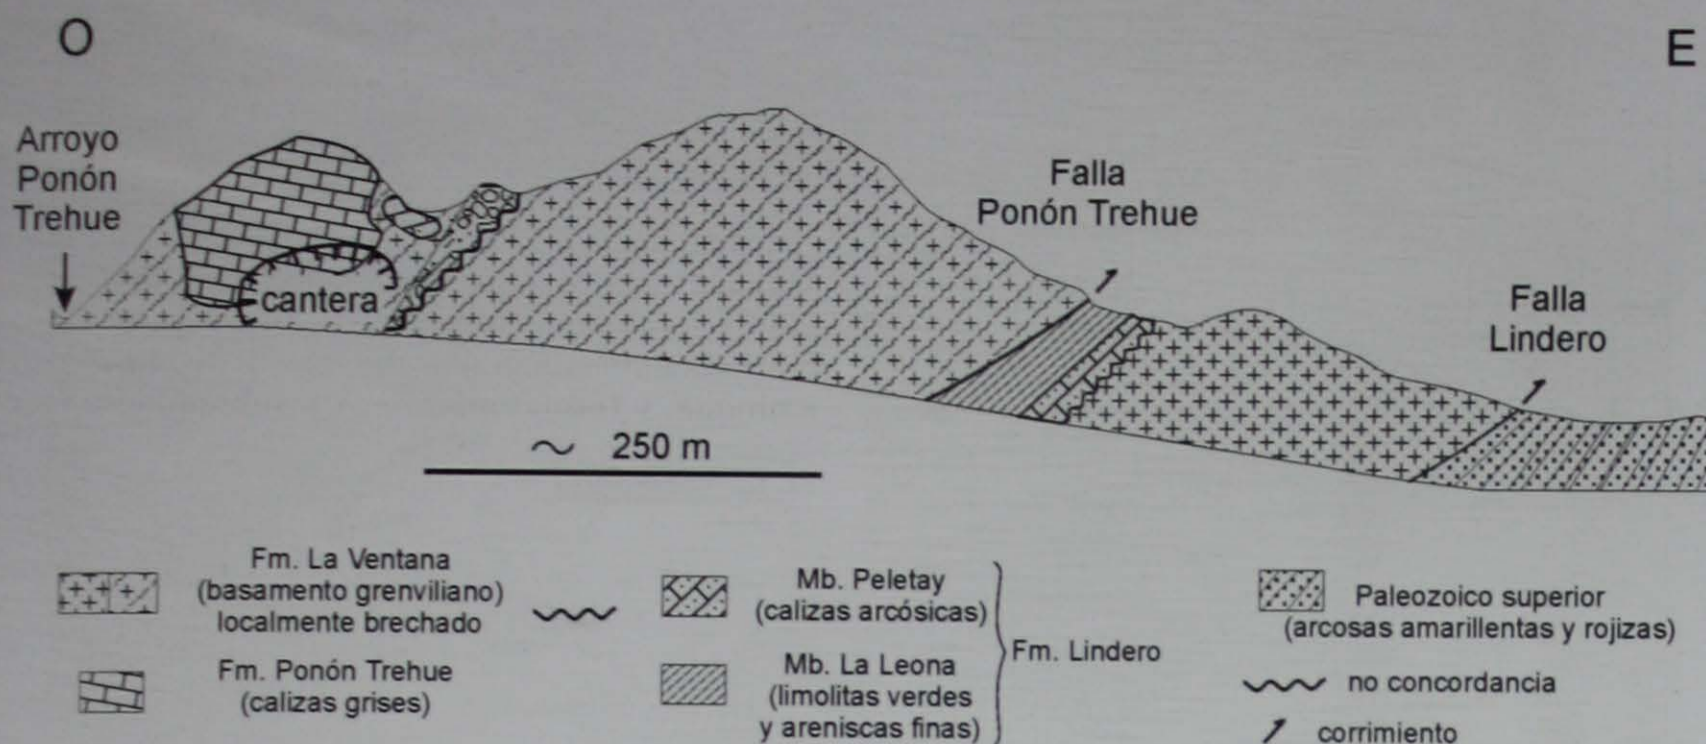 O
E
Arroyo
Ponón
Trehue
cantera
Falla
Ponón Trehue
Falla
Lindero
~ 250 m
Fm. La Ventana
(basamento grenviliano)
localmente brechado
Fm. Ponón Trehue
(calizas grises)
Mb. Peletay
(calizas arcósicas)
Mb. La Leona
(limolitas verdes
y areniscas finas)
Fm. Lindero
Paleozoico superior
(arcosas amarillentas y rojizas)
no concordancia
corrimiento